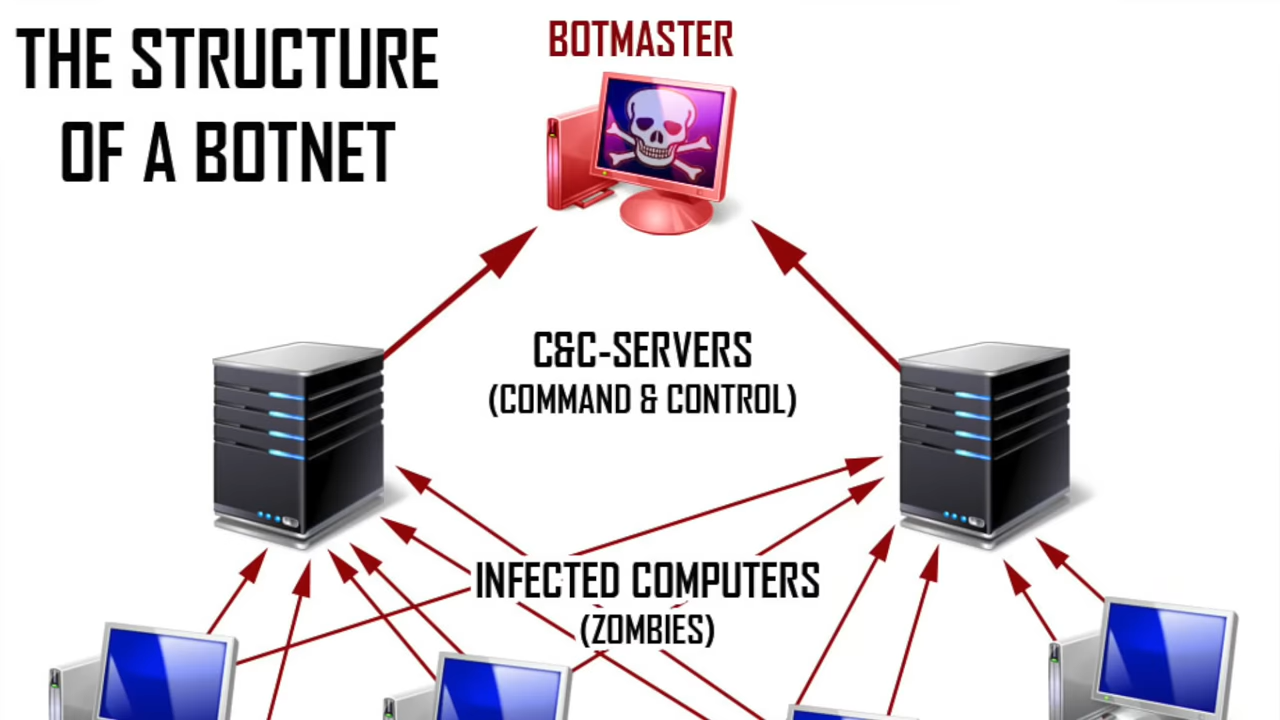 THE STRUCTURE
OF A BOTNET
BOTMASTER
C&C-SERVERS
(COMMAND & CONTROL)
INFECTED COMPUTERS
(ZOMBIES)